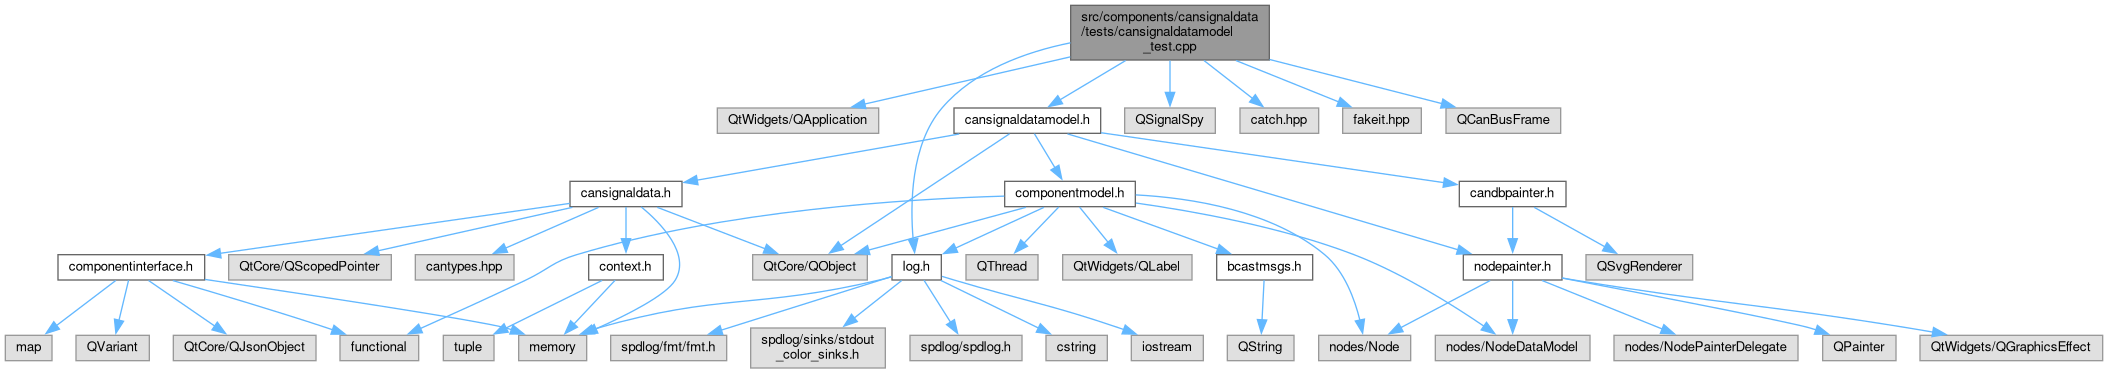 src/components/cansignaldata
/tests/cansignaldatamodel
_test.cpp
QtWidgets/QApplication
cansignaldatamodel.h
QSignalSpy
catch.hpp
fakeit.hpp
QCanBusFrame
cansignaldata.h
componentmodel.h
candbpainter.h
componentinterface.h
QtCore/QScopedPointer
cantypes.hpp
context.h
QtCore/QObject
log.h
QThread
QtWidgets/QLabel
bcastmsgs.h
nodepainter.h
QSvgRenderer
map
QVariant
QtCore/QJsonObject
functional
tuple
memory
spdlog/fmt/fmt.h
spdlog/sinks/stdout
_color_sinks.h
spdlog/spdlog.h
cstring
iostream
QString
nodes/Node
nodes/NodeDataModel
nodes/NodePainterDelegate
QPainter
QtWidgets/QGraphicsEffect